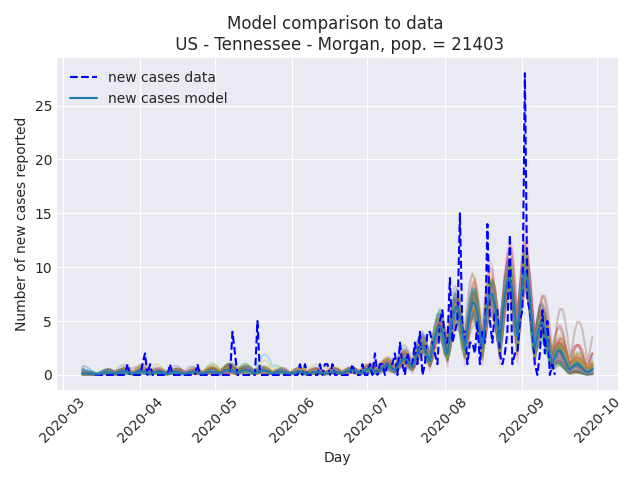 Model comparison to data
US - Tennessee - Morgan, pop. = 21403
new cases data
new cases model
Number of new cases reported
25
20
15
10
5
0
2020-03
2020-04
2020-05
2020-06
2020-07
2020-08
2020-09
2020-10
Day